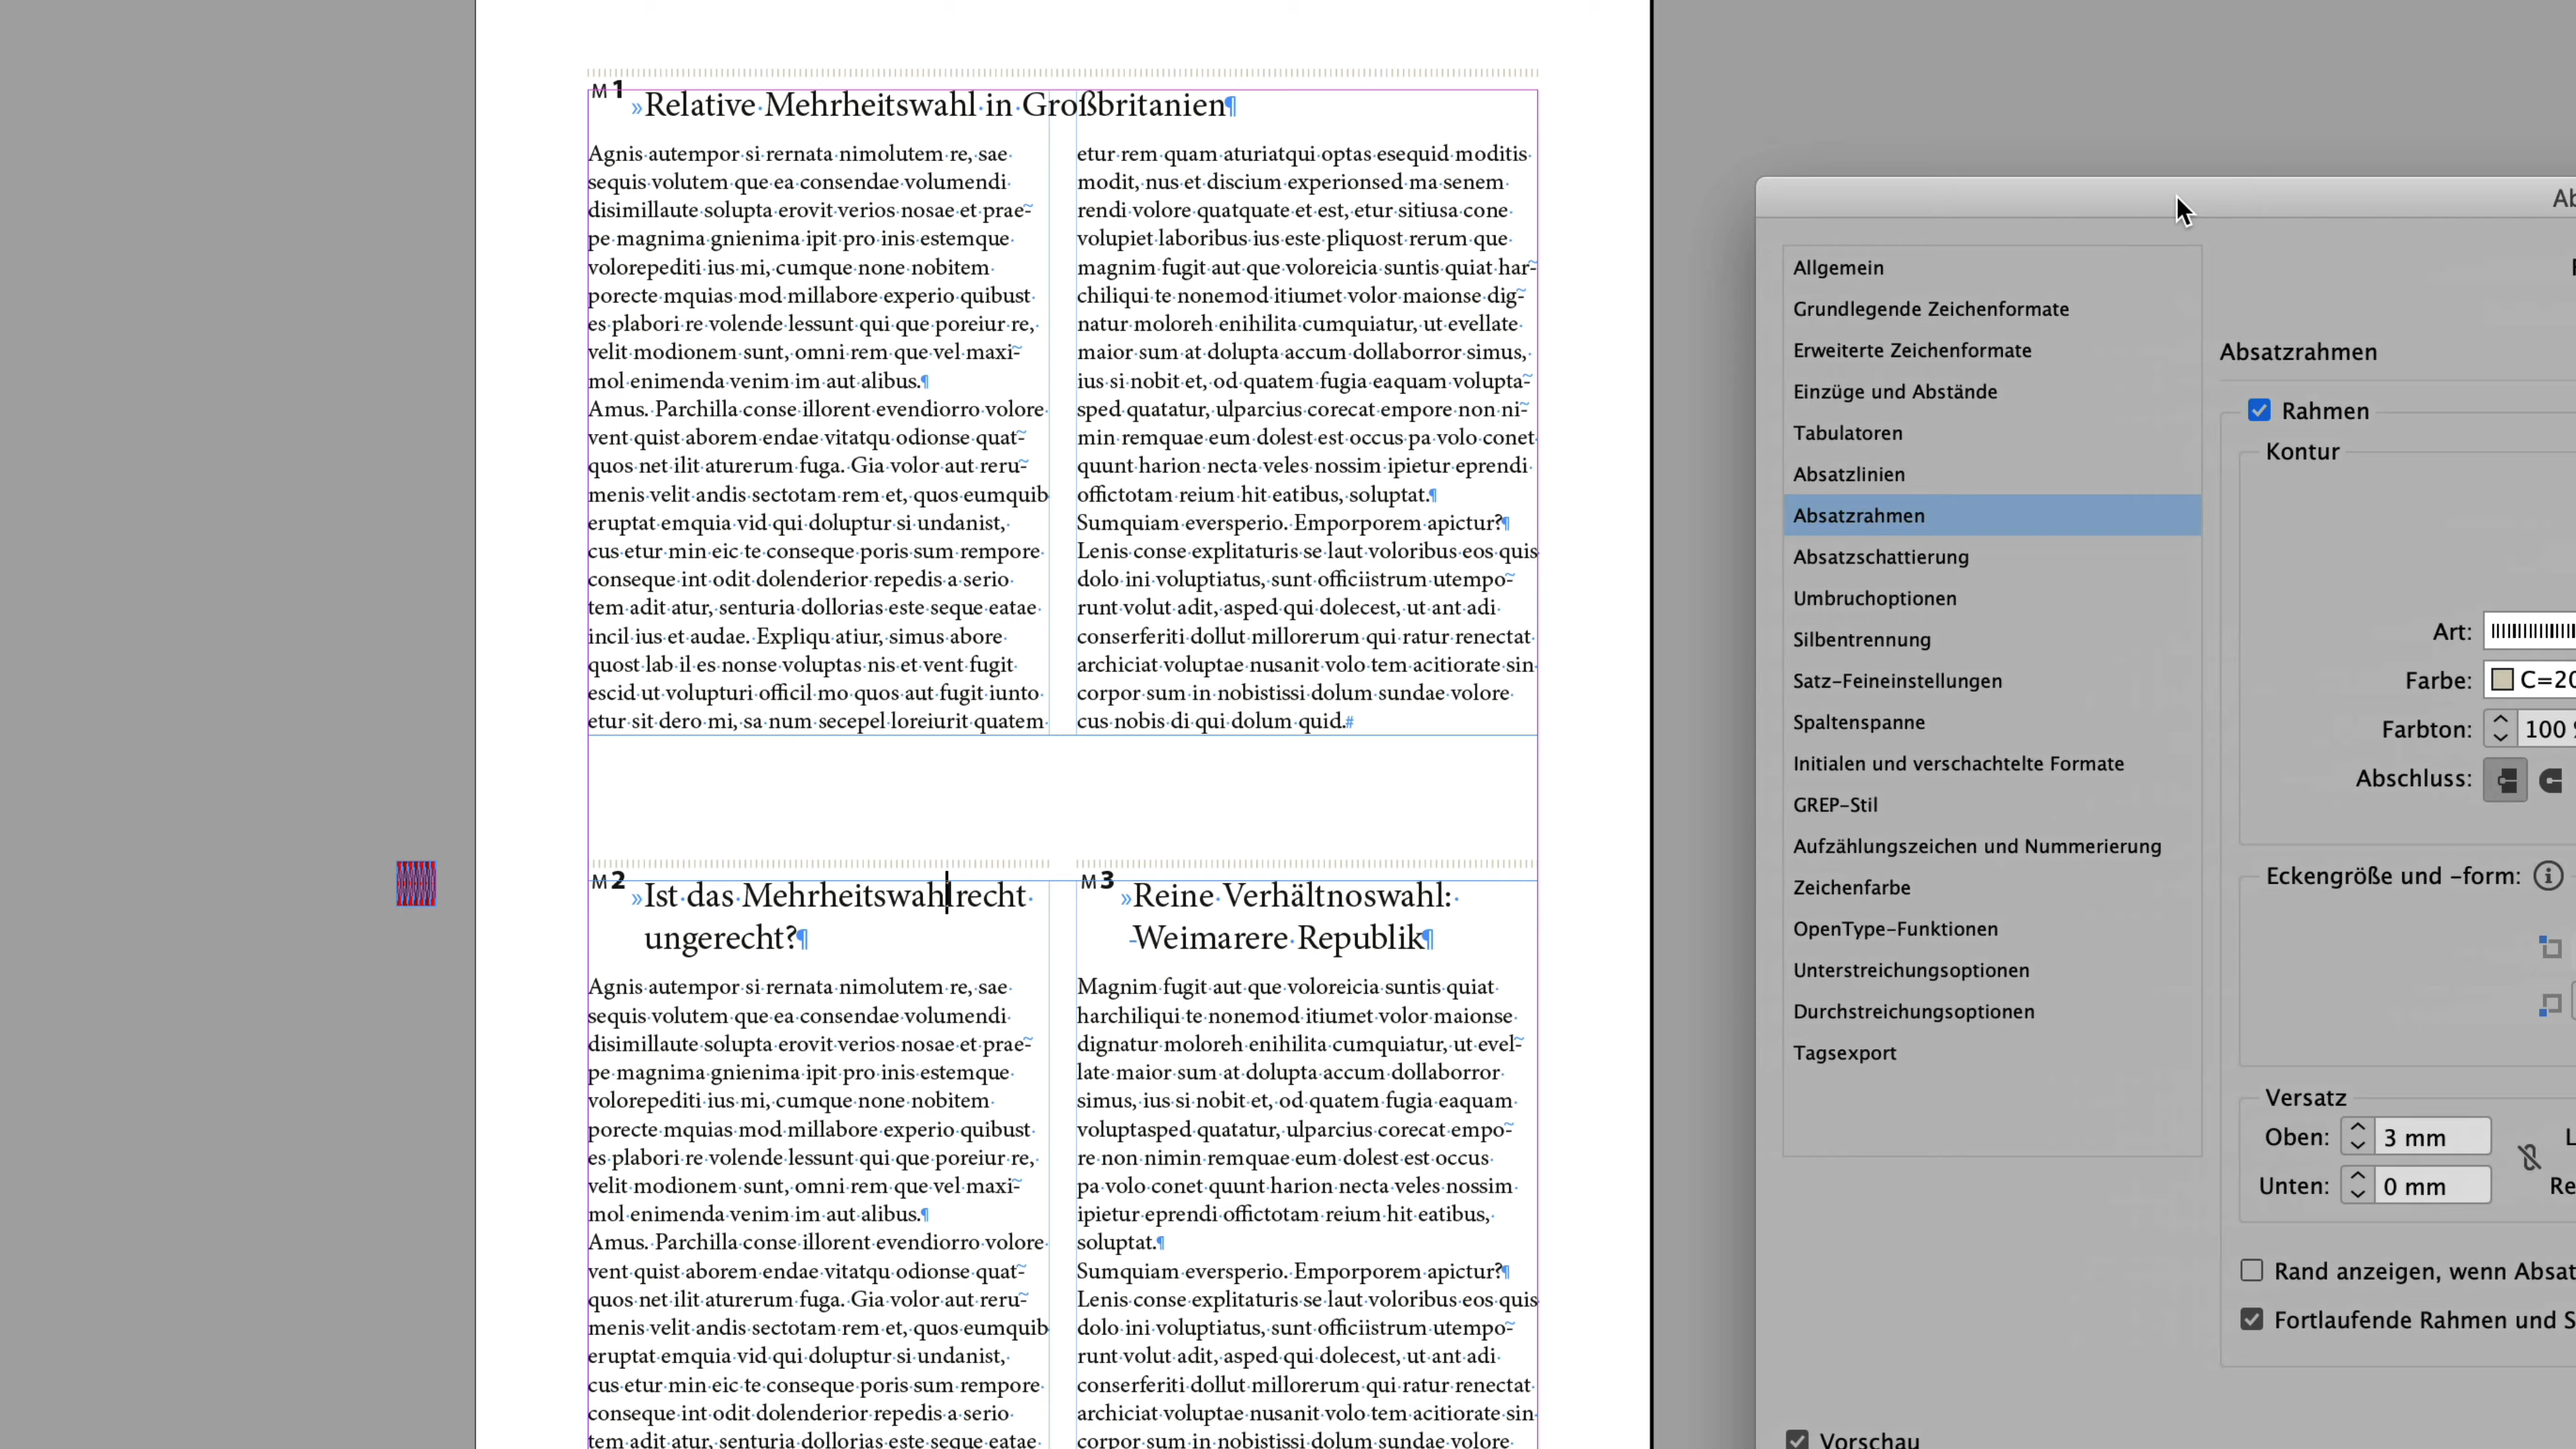 M 1
» Relative Mehrheitswahl in Großbritanien¶
Agnis autempor si rernata nimolutem re, sae
sequis volutem que ea consendae volumendi
disimillaute solupta erovit verios nosae et prae-
pe magnima gnienima ipit pro inis estemque
volorepediti ius mi, cumque none nobitem
porecte mquias mod millabore experio quibust
es plabori re volende lessunt qui que poreiur re,
velit modionem sunt, omni rem que vel maxi-
mol enimenda venim im aut alibus.¶
Amus. Parchilla conse illorent evendiorro volore
vent quist aborem endae vitatqu odionse quat-
quos net ilit aturerum fuga. Gia volor aut reru-
menis velit andis sectotam rem et, quos eumquib
eruptat emquia vid qui doluptur si undanist,
cus etur min eic te conseque poris sum rempore
conseque int odit dolenderior repedis a serio
tem adit atur, senturia dollorias este seque eatae
incil ius et audae. Expliqu atiur, simus abore
quost lab il es nonse voluptas nis et vent fugit
escid ut volupturi officil mo quos aut fugit iunto
etur sit dero mi, sa num secepel loreiurit quatem
etur rem quam aturiatqui optas esequid moditis
modit, nus et discium experionsed ma senem
rendi volore quatquate et est, etur sitiusa cone
volupiet laboribus ius este pliquost rerum que
magnim fugit aut que voloreicia suntis quiat har-
chiliqui te nonemod itiumet volor maionse dig-
natur moloreh enihilita cumquiatur, ut evellate
maior sum at dolupta accum dollaborror simus,
ius si nobit et, od quatem fugia eaquam volupta-
sped quatatur, ulparcius corecat empore non ni-
min remquae eum dolest est occus pa volo conet
quunt harion necta veles nossim ipietur eprendi
offictotam reium hit eatibus, soluptat.¶
Sumquiam eversperio. Emporporem apictur?¶
Lenis conse explitaturis se laut voloribus eos quis
dolo ini voluptiatus, sunt officiistrum utempo-
runt volut adit, asped qui dolecest, ut ant adi
conserferiti dollut millorerum qui ratur renectat
archiciat voluptae nusanit volo tem acitiorate sin
corpor sum in nobistissi dolum sundae volore
cus nobis di qui dolum quid.#
M 2
» Ist das Mehrheitswahlrecht
ungerecht?¶
Agnis autempor si rernata nimolutem re, sae
sequis volutem que ea consendae volumendi
disimillaute solupta erovit verios nosae et prae-
pe magnima gnienima ipit pro inis estemque
volorepediti ius mi, cumque none nobitem
porecte mquias mod millabore experio quibust
es plabori re volende lessunt qui que poreiur re,
velit modionem sunt, omni rem que vel maxi-
mol enimenda venim im aut alibus.¶
Amus. Parchilla conse illorent evendiorro volore
vent quist aborem endae vitatqu odionse quat-
quos net ilit aturerum fuga. Gia volor aut reru-
menis velit andis sectotam rem et, quos eumquib
eruptat emquia vid qui doluptur si undanist,
cus etur min eic te conseque poris sum rempore
conseque int odit dolenderior repedis a serio
tem adit atur, senturia dollorias este seque eatae
M 3
» Reine Verhältnoswahl:
-Weimarere Republik¶
Magnim fugit aut que voloreicia suntis quiat
harchiliqui te nonemod itiumet volor maionse
dignatur moloreh enihilita cumquiatur, ut evel-
late maior sum at dolupta accum dollaborror
simus, ius si nobit et, od quatem fugia eaquam
voluptasped quatatur, ulparcius corecat empo-
re non nimin remquae eum dolest est occus
pa volo conet quunt harion necta veles nossim
ipietur eprendi offictotam reium hit eatibus,
soluptat.¶
Sumquiam eversperio. Emporporem apictur?¶
Lenis conse explitaturis se laut voloribus eos quis
dolo ini voluptiatus, sunt officiistrum utempo-
runt volut adit, asped qui dolecest, ut ant adi
conserferiti dollut millorerum qui ratur renectat
archiciat voluptae nusanit volo tem acitiorate sin
corpor sum in nobistissi dolum sundae volore
Allgemein
Grundlegende Zeichenformate
Erweiterte Zeichenformate
Einzüge und Abstände
Tabulatoren
Absatzlinien
Absatzrahmen
Absatzschattierung
Umbruchoptionen
Silbentrennung
Satz-Feineinstellungen
Spaltenspanne
Initialen und verschachtelte Formate
GREP-Stil
Aufzählungszeichen und Nummerierung
Zeichenfarbe
OpenType-Funktionen
Unterstreichungsoptionen
Durchstreichungsoptionen
Tagsexport
Vorschau
Absatzrahmen
Rahmen
Kontur
Art:
Farbe: C=20
Farbton: 100
Abschluss:
Eckengröße und -form:
Versatz
Oben: 3 mm
Unten: 0 mm
Rand anzeigen, wenn
Fortlaufende Rahmen und